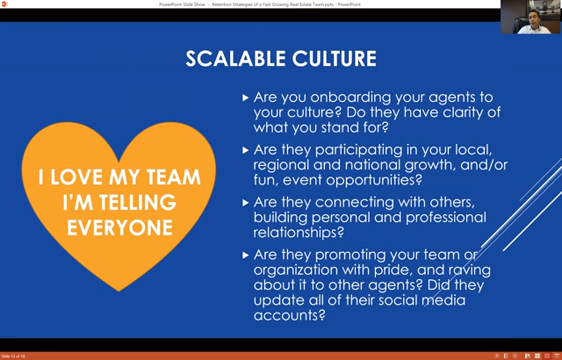 PowerPoint Slide Show - Retention Strategies of a Fast Growing Real Estate Team.pptx - PowerPoint
SCALABLE CULTURE
I LOVE MY TEAM
I'M TELLING
EVERYONE
Are you onboarding your agents to
your culture? Do they have clarity of
what you stand for?
Are they participating in your local,
regional and national growth, and/or
fun, event opportunities?
Are they connecting with others,
building personal and professional
relationships?
Are they promoting your team or
organization with pride, and raving
about it to other agents? Did they
update all of their social media
accounts?